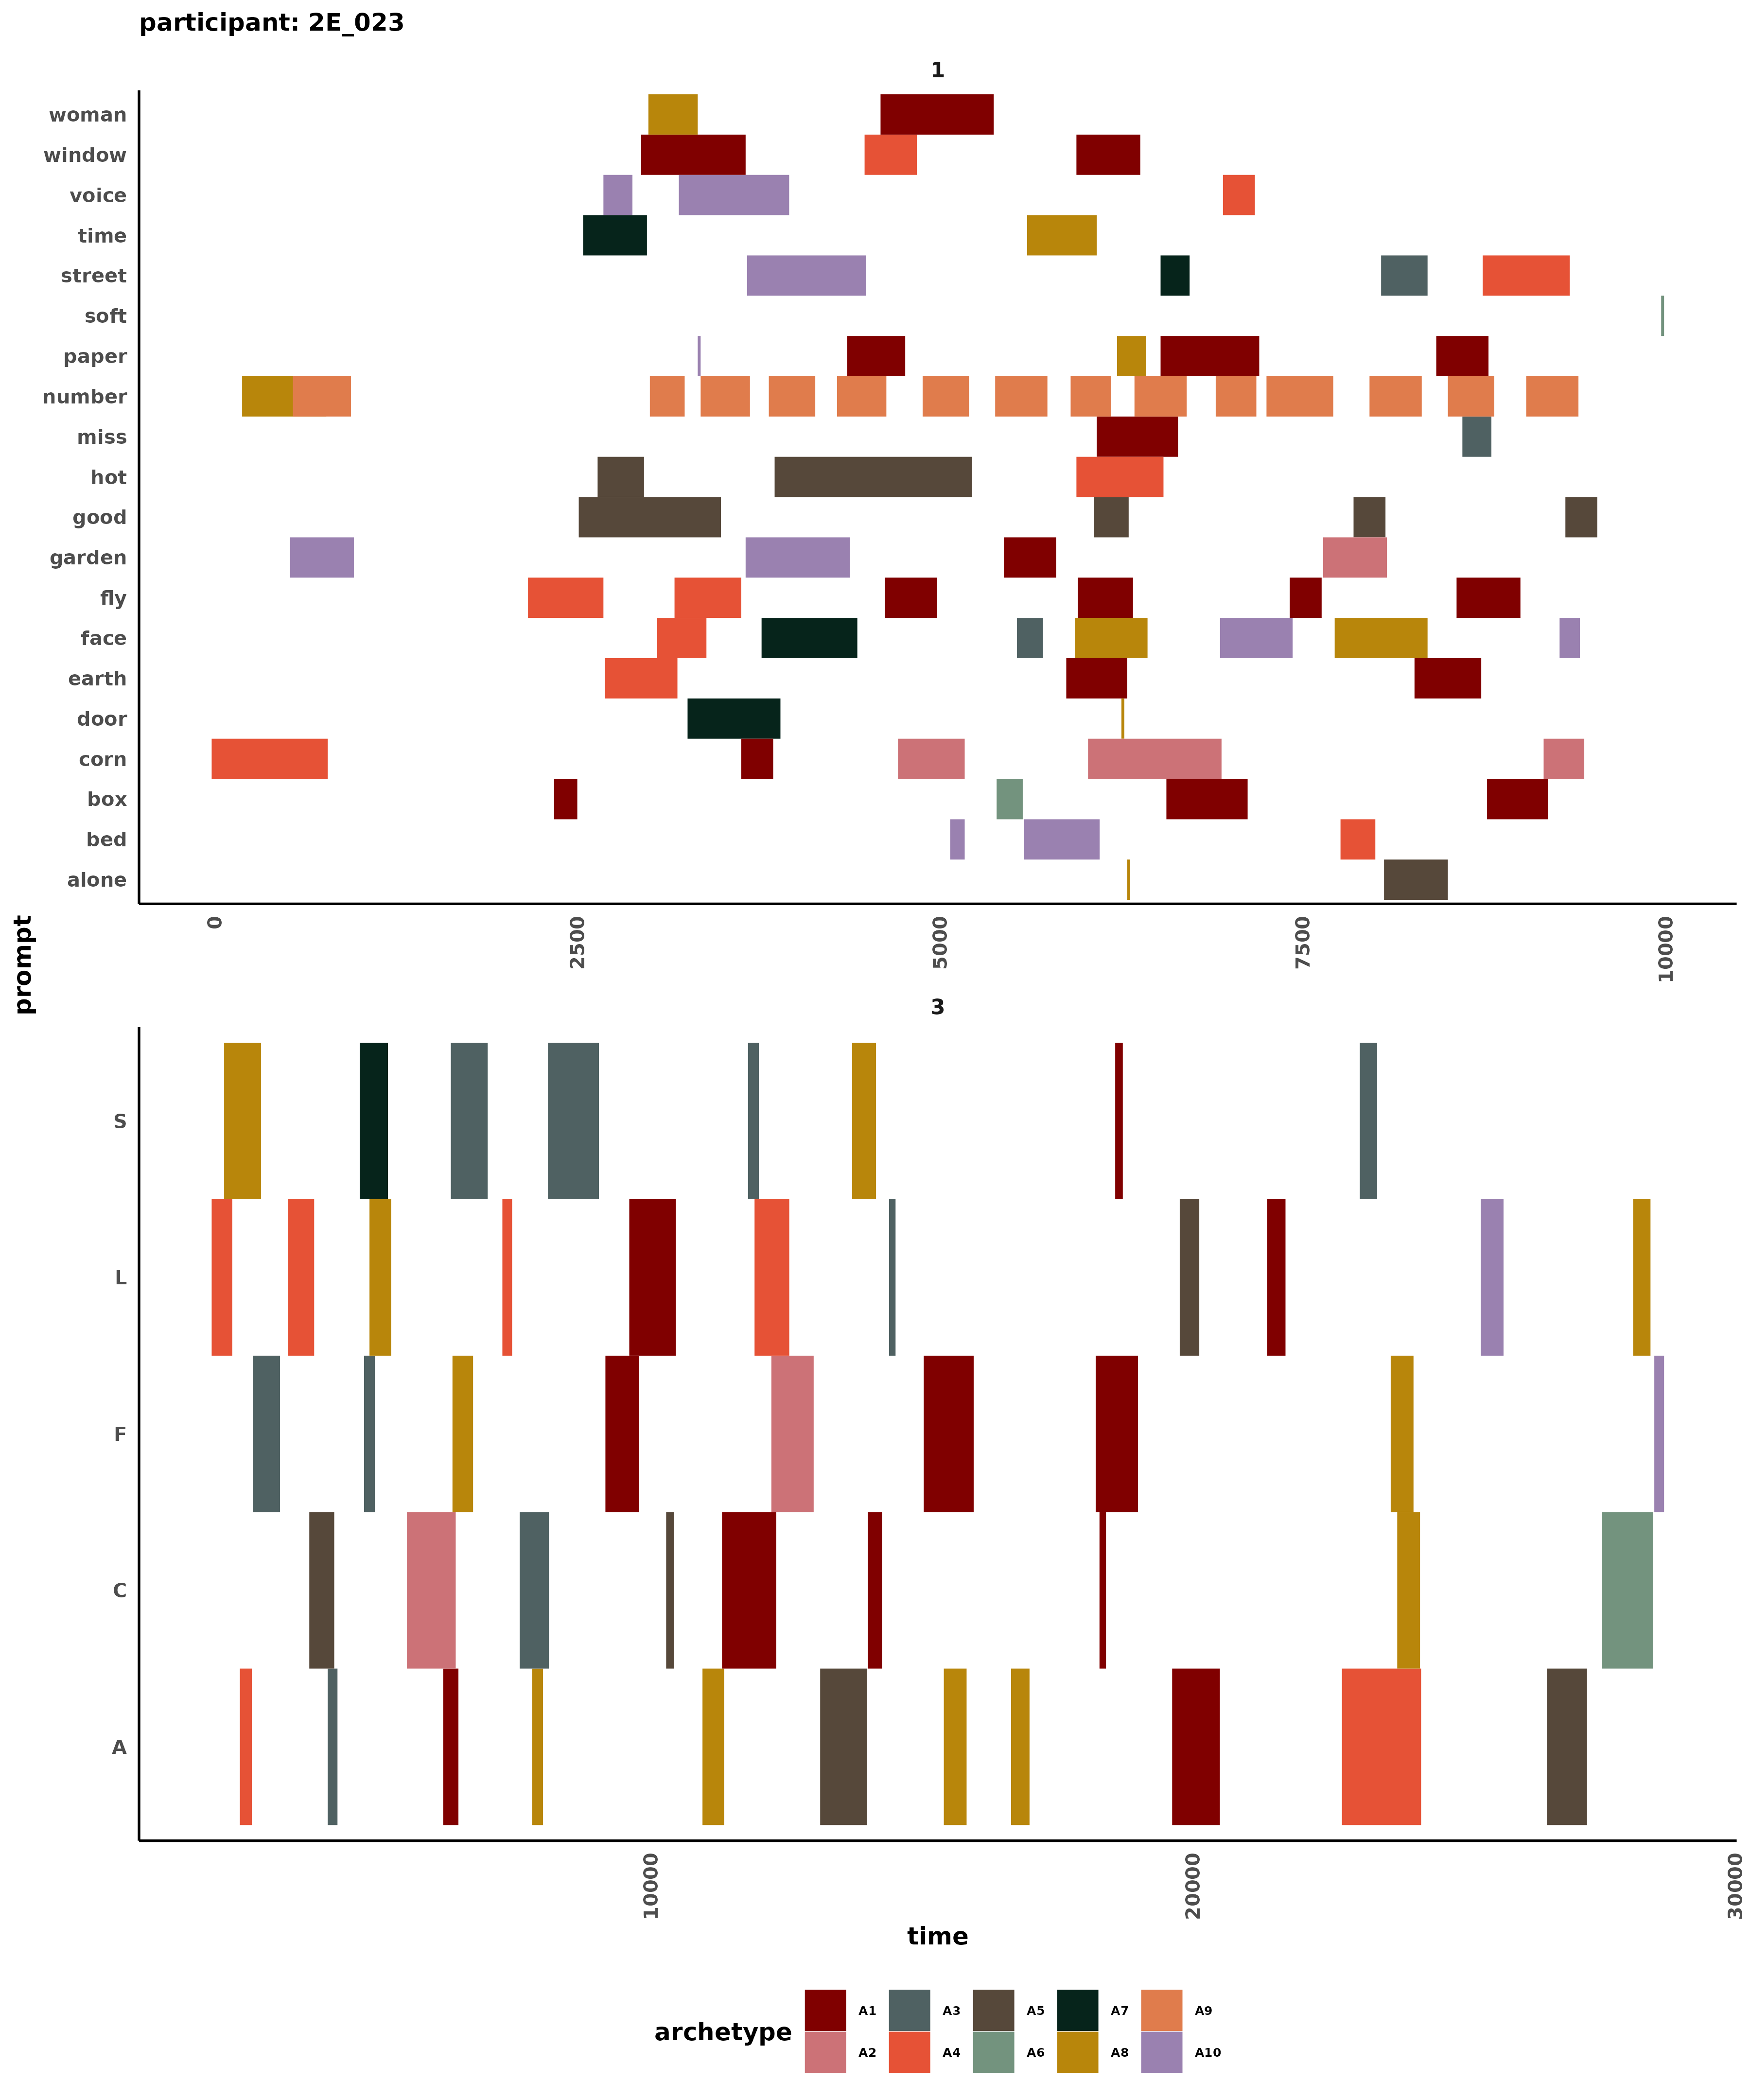 participant: 2E_023
1
woman
window
voice
time
street
soft
paper
number
miss
hot
good
garden
fly
face
earth
door
corn
box
bed
alone
0
2500
5000
7500
10000
prompt
3
S
L
F
C
A
10000
20000
30000
time
archetype
A1 A3 A5 A7 A9
A2 A4 A6 A8 A10